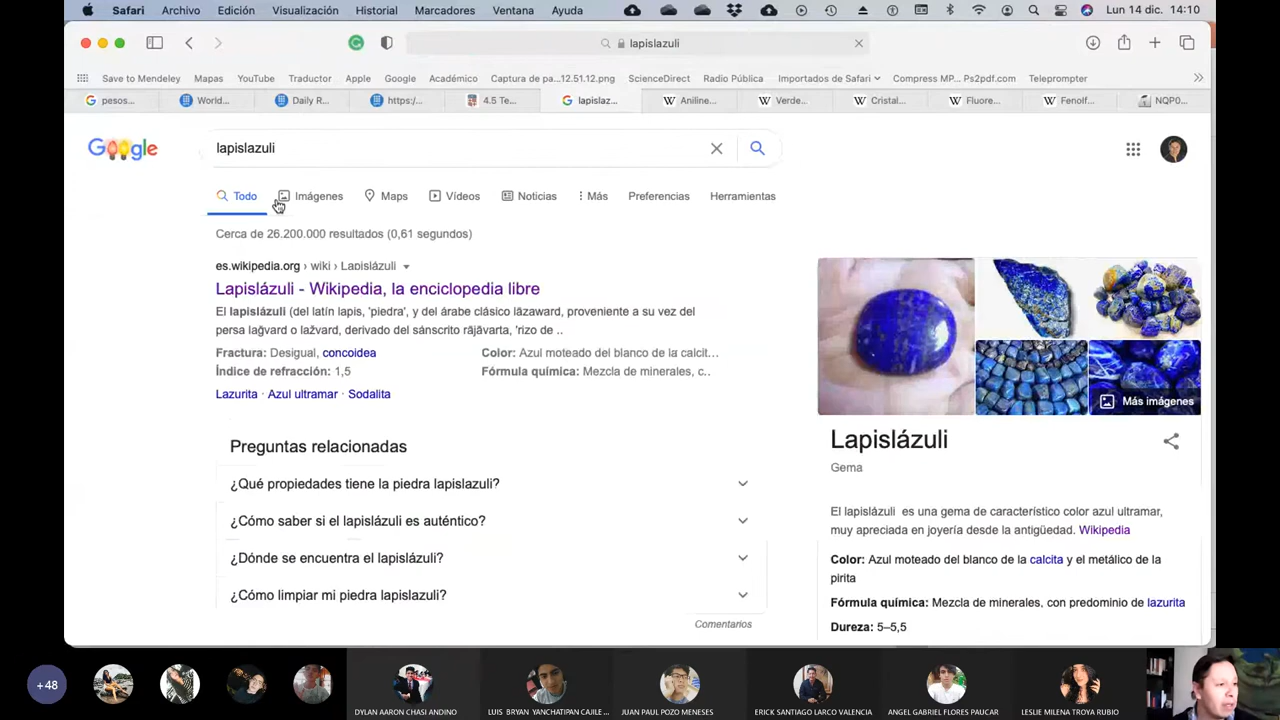 Safari Archivo Edición Visualización Historial Marcadores Ventana Ayuda Lun 14 dic. 14:10
lapislazuli
Save to Mendeley Mapas YouTube Traductor Apple Google Académico Captura de pa...12.51.12.png ScienceDirect Radio Pública Importados de Safari Compress MP... Ps2pdf.com Teleprompter
pesos... World... Daily R... https:/... 4.5 Te... lapislaz... Aniline... Verde... Cristal... Fluore... Fenolf... NQP0...
Google lapislazuli
Todo Imágenes Maps Vídeos Noticias Más Preferencias Herramientas
Cerca de 26.200.000 resultados (0,61 segundos)
es.wikipedia.org › wiki › Lapislázuli
Lapislázuli - Wikipedia, la enciclopedia libre
El lapislázuli (del latín lapis, 'piedra', y del árabe clásico lāzaward, proveniente a su vez del
persa lağvard o lažvard, derivado del sánscrito rājāvarta, 'rizo de ..
Fractura: Desigual, concoidea Color: Azul moteado del blanco de la calcit...
Índice de refracción: 1,5 Fórmula química: Mezcla de minerales, c..
Lazurita · Azul ultramar · Sodalita
Preguntas relacionadas
¿Qué propiedades tiene la piedra lapislazuli?
¿Cómo saber si el lapislázuli es auténtico?
¿Dónde se encuentra el lapislázuli?
¿Cómo limpiar mi piedra lapislazuli?
Comentarios
Más imágenes
Lapislázuli
Gema
El lapislázuli es una gema de característico color azul ultramar,
muy apreciada en joyería desde la antigüedad. Wikipedia
Color: Azul moteado del blanco de la calcita y el metálico de la
pirita
Fórmula química: Mezcla de minerales, con predominio de lazurita
Dureza: 5–5,5
+48
DYLAN AARON CHASI ANDINO LUIS BRYAN YANCHATIPAN CAJILE ... JUAN PAUL POZO MENESES ERICK SANTIAGO LARCO VALENCIA ANGEL GABRIEL FLORES PAUCAR LESLIE MILENA TROYA RUBIO